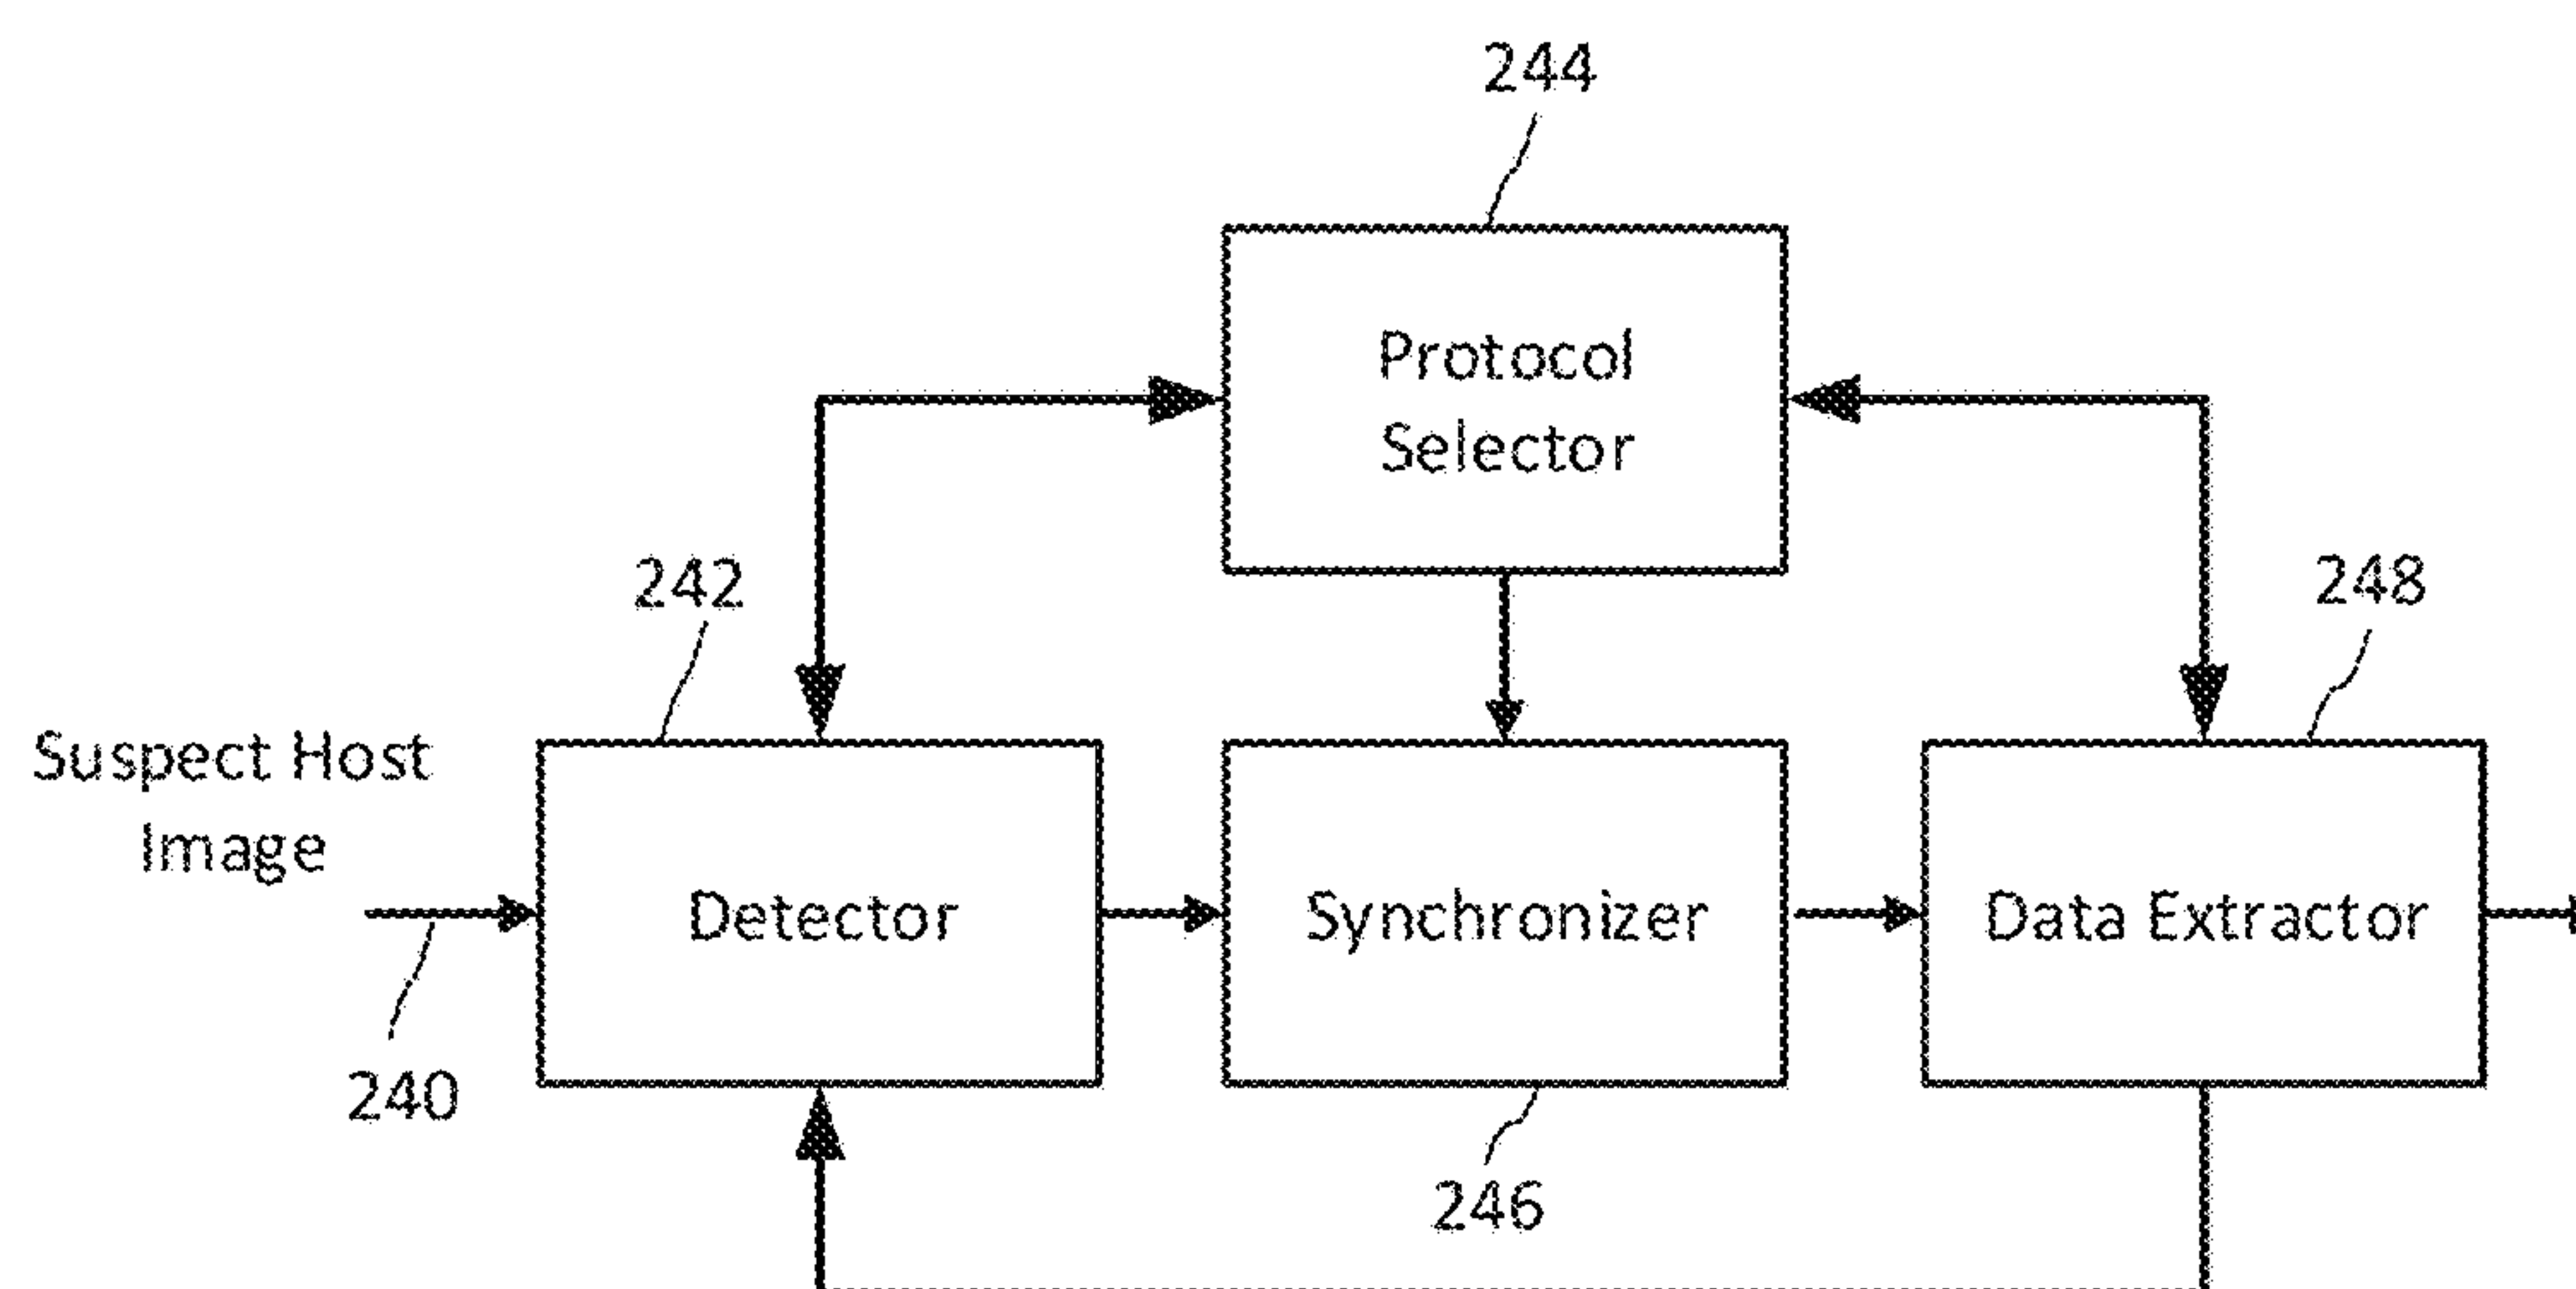 244
Protocol
Selector
242
248
Suspect Host
Image
Detector
Synchronizer
Data Extractor
240
246